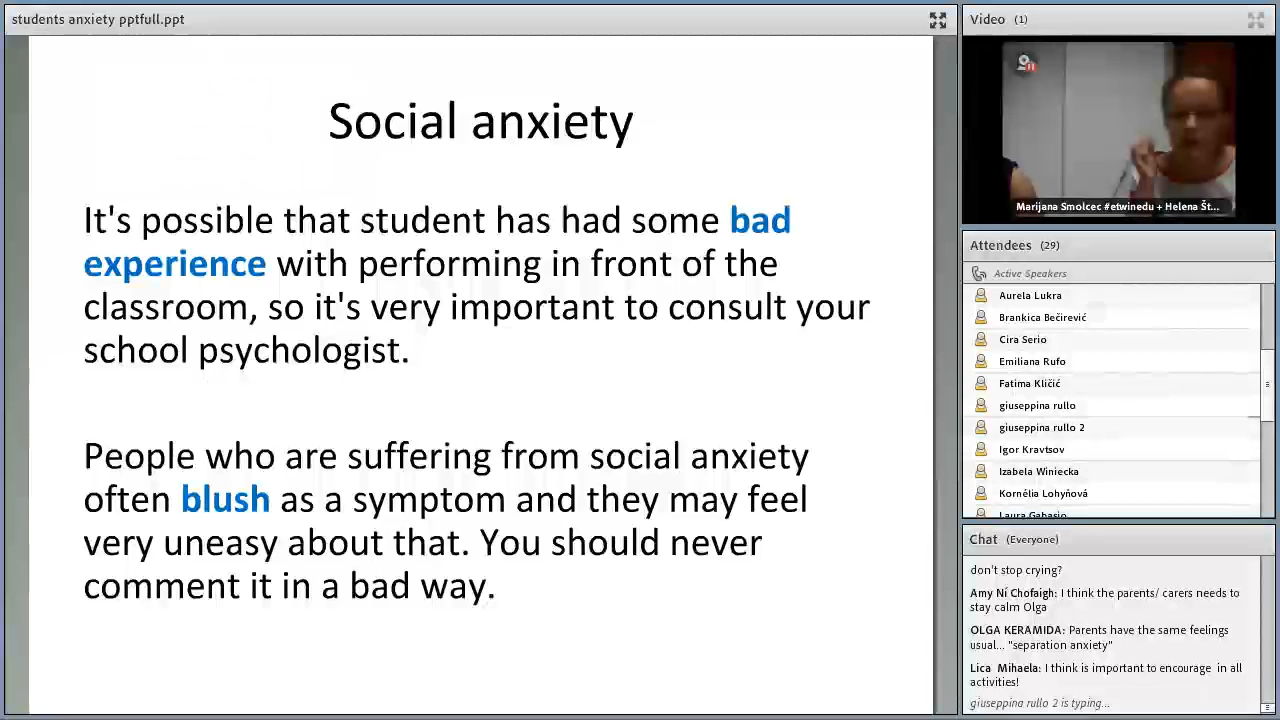 students anxiety pptfull.ppt
Social anxiety
It's possible that student has had some bad
experience with performing in front of the
classroom, so it's very important to consult your
school psychologist.
People who are suffering from social anxiety
often blush as a symptom and they may feel
very uneasy about that. You should never
comment it in a bad way.
Video (1)
Marijana Smolcec #etwinedu + Helena Št...
Attendees (29)
Active Speakers
Aurela Lukra
Brankica Bečirević
Cira Serio
Emiliana Rufo
Fatima Kličić
giuseppina rullo
giuseppina rullo 2
Igor Kravtsov
Izabela Winiecka
Kornélia Lohyňová
Laura Gabasio
Chat (Everyone)
don't stop crying?
Amy Ní Chofaigh: I think the parents/ carers needs to
stay calm Olga
OLGA KERAMIDA: Parents have the same feelings
usual... "separation anxiety"
Lica Mihaela: I think is important to encourage in all
activities!
giuseppina rullo 2 is typing...